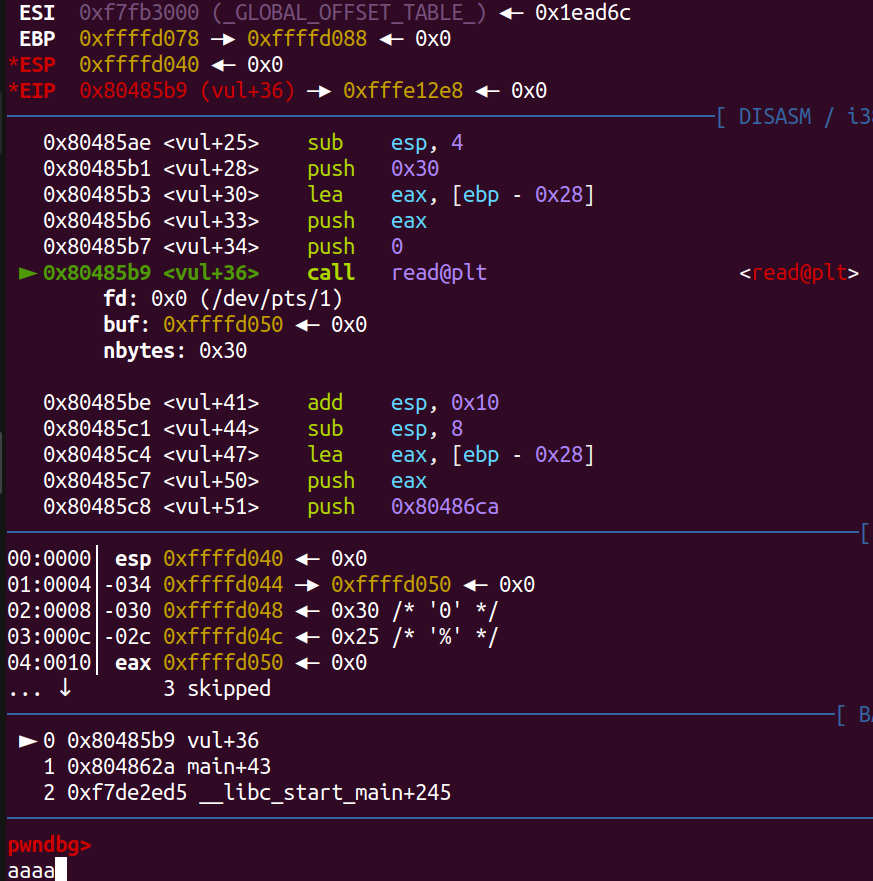 ESI 0xf7fb3000 (_GLOBAL_OFFSET_TABLE_) ◂— 0x1ead6c
EBP 0xffffd078 —▸ 0xffffd088 ◂— 0x0
*ESP 0xffffd040 ◂— 0x0
*EIP 0x80485b9 (vul+36) —▸ 0xfffe12e8 ◂— 0x0
[ DISASM / i38
0x80485ae <vul+25> sub esp, 4
0x80485b1 <vul+28> push 0x30
0x80485b3 <vul+30> lea eax, [ebp - 0x28]
0x80485b6 <vul+33> push eax
0x80485b7 <vul+34> push 0
► 0x80485b9 <vul+36> call read@plt <read@plt>
fd: 0x0 (/dev/pts/1)
buf: 0xffffd050 ◂— 0x0
nbytes: 0x30
0x80485be <vul+41> add esp, 0x10
0x80485c1 <vul+44> sub esp, 8
0x80485c4 <vul+47> lea eax, [ebp - 0x28]
0x80485c7 <vul+50> push eax
0x80485c8 <vul+51> push 0x80486ca
[
00:0000│ esp 0xffffd040 ◂— 0x0
01:0004│-034 0xffffd044 —▸ 0xffffd050 ◂— 0x0
02:0008│-030 0xffffd048 ◂— 0x30 /* '0' */
03:000c│-02c 0xffffd04c ◂— 0x25 /* '%' */
04:0010│ eax 0xffffd050 ◂— 0x0
... ↓ 3 skipped
[ BA
► 0 0x80485b9 vul+36
1 0x804862a main+43
2 0xf7de2ed5 __libc_start_main+245
pwndbg>
aaaa